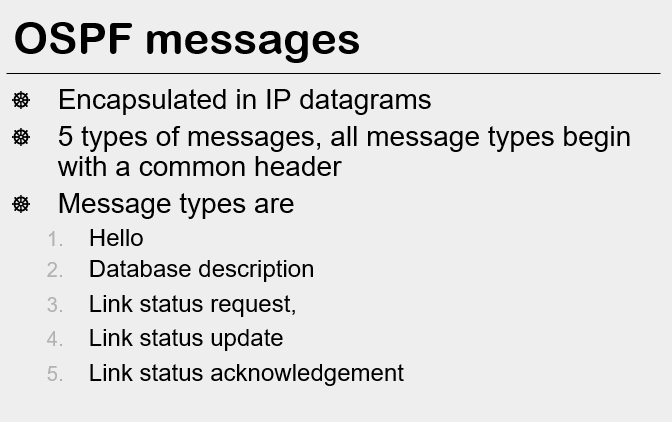 OSPF messages
Encapsulated in IP datagrams
5 types of messages, all message types begin
with a common header
Message types are
1. Hello
2. Database description
3. Link status request,
4. Link status update
5. Link status acknowledgement